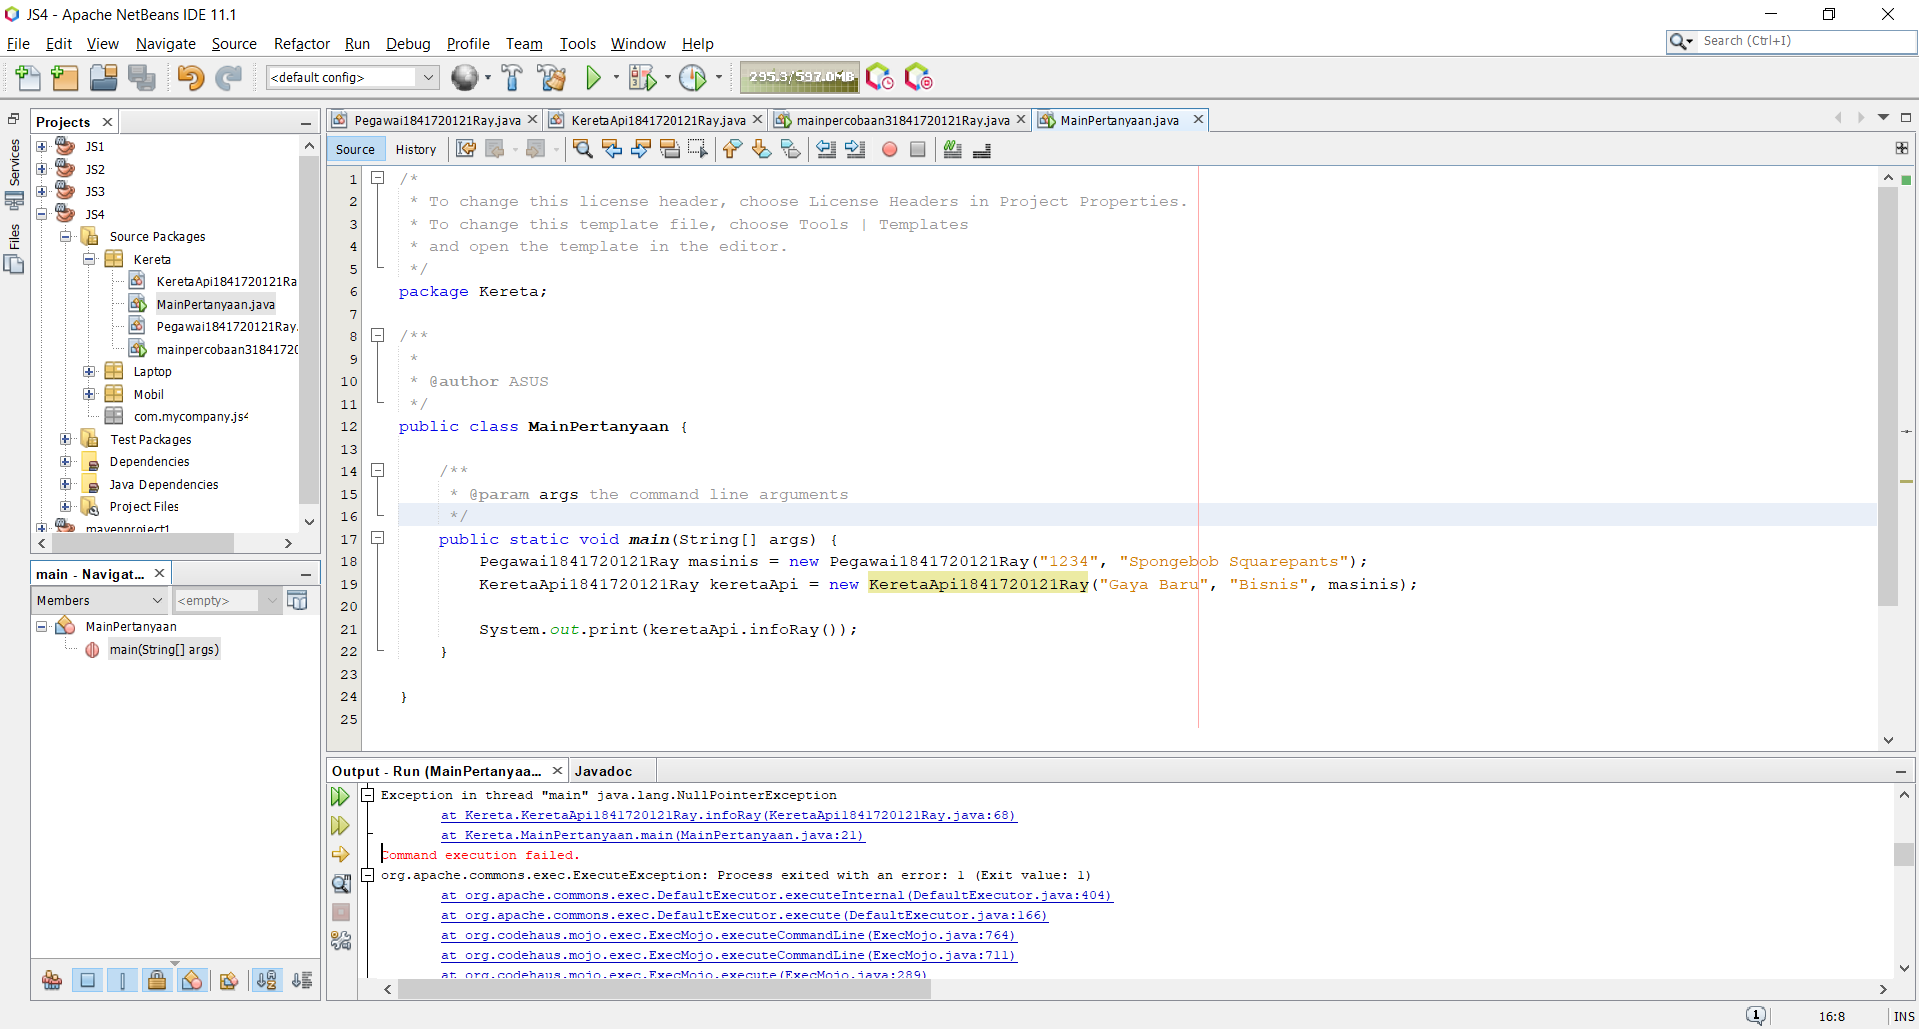 JS4 - Apache NetBeans IDE 11.1
File Edit View Navigate Source Refactor Run Debug Profile Team Tools Window Help
Search (Ctrl+I)
<default config>
295.3/597.0MB
Projects
Services
Files
JS1
JS2
JS3
JS4
Source Packages
Kereta
KeretaApi1841720121Ra
MainPertanyaan.java
Pegawai1841720121Ray.
mainpercobaan31841720
Laptop
Mobil
com.mycompany.js4
Test Packages
Dependencies
Java Dependencies
Project Files
mavenproject1
main - Navigat...
Members
<empty>
MainPertanyaan
main(String[] args)
Pegawai1841720121Ray.java KeretaApi1841720121Ray.java mainpercobaan31841720121Ray.java MainPertanyaan.java
Source History
1 /*
2 * To change this license header, choose License Headers in Project Properties.
3 * To change this template file, choose Tools | Templates
4 * and open the template in the editor.
5 */
6 package Kereta;
7
8 /**
9 *
10 * @author ASUS
11 */
12 public class MainPertanyaan {
13
14 /**
15 * @param args the command line arguments
16 */
17 public static void main(String[] args) {
18 Pegawai1841720121Ray masinis = new Pegawai1841720121Ray("1234", "Spongebob Squarepants");
19 KeretaApi1841720121Ray keretaApi = new KeretaApi1841720121Ray("Gaya Baru", "Bisnis", masinis);
20
21 System.out.print(keretaApi.infoRay());
22 }
23
24 }
25
Output - Run (MainPertanyaa... Javadoc
Exception in thread "main" java.lang.NullPointerException
at Kereta.KeretaApi1841720121Ray.infoRay(KeretaApi1841720121Ray.java:68)
at Kereta.MainPertanyaan.main(MainPertanyaan.java:21)
Command execution failed.
org.apache.commons.exec.ExecuteException: Process exited with an error: 1 (Exit value: 1)
at org.apache.commons.exec.DefaultExecutor.executeInternal(DefaultExecutor.java:404)
at org.apache.commons.exec.DefaultExecutor.execute(DefaultExecutor.java:166)
at org.codehaus.mojo.exec.ExecMojo.executeCommandLine(ExecMojo.java:764)
at org.codehaus.mojo.exec.ExecMojo.executeCommandLine(ExecMojo.java:711)
at org.codehaus.mojo.exec.ExecMojo.execute(ExecMojo.java:289)
1
16:8
INS